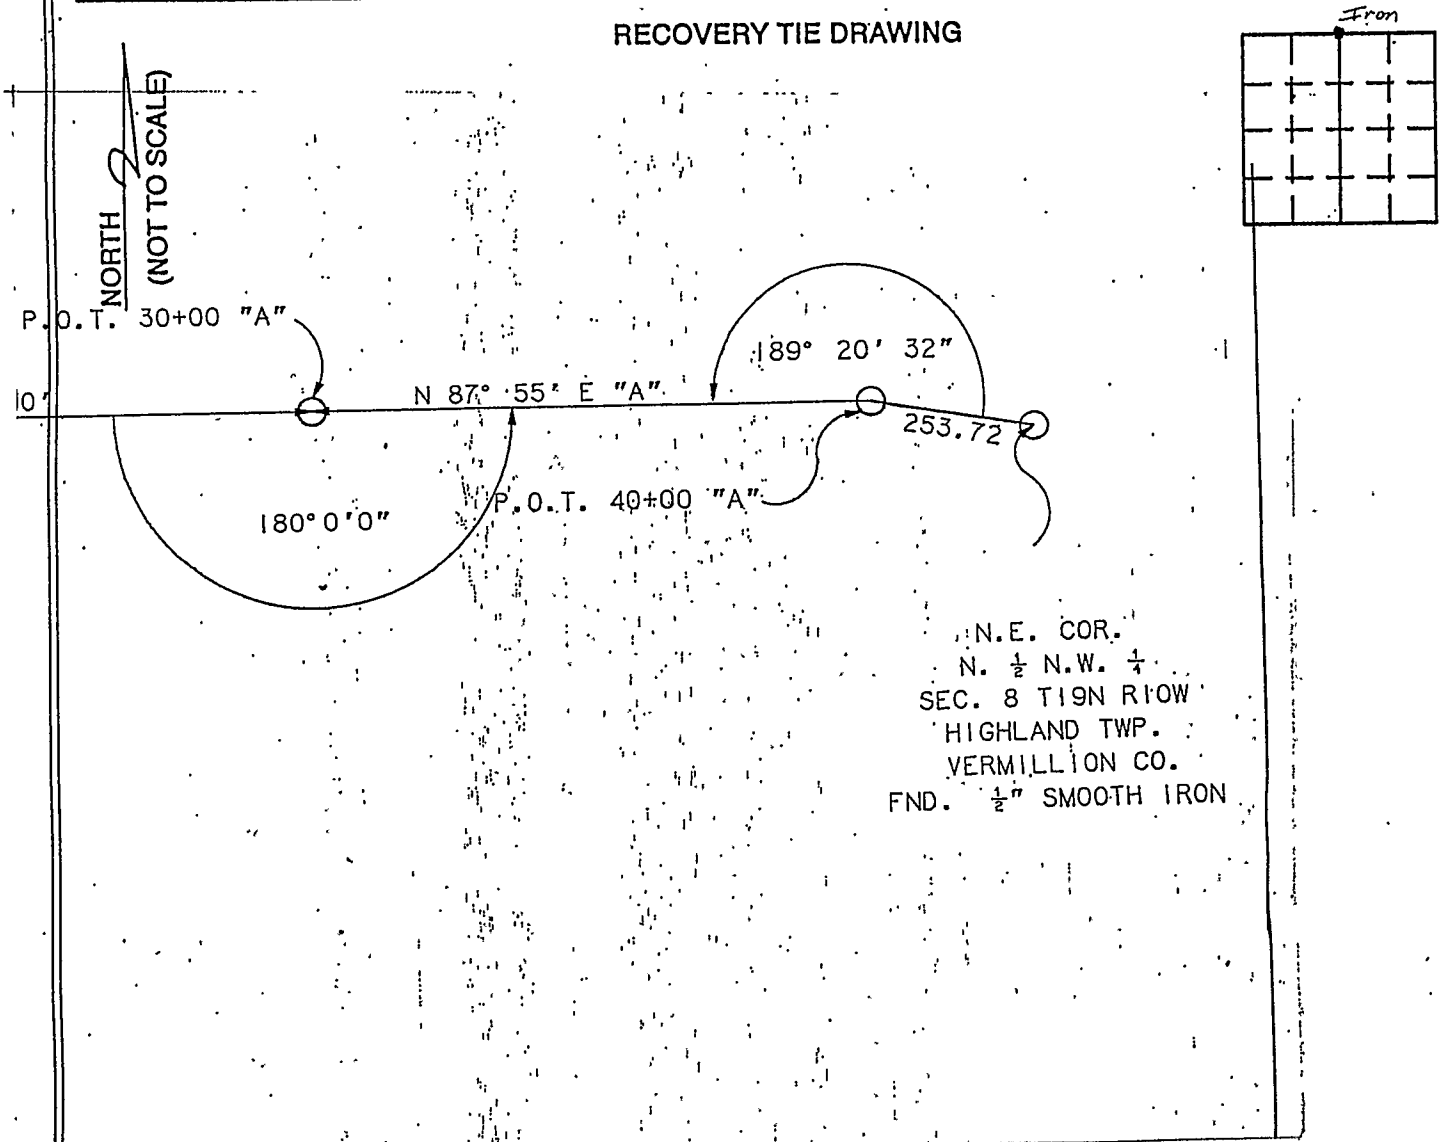 RECOVERY TIE DRAWING
Iron
NORTH
(NOT TO SCALE)
P.O.T. 30+00 "A"
189° 20' 32"
10'
N 87° 55' E "A"
253.72
P.O.T. 40+00 "A"
180° 0' 0"
N.E. COR.
N. ½ N.W. ¼
SEC. 8 T19N R10W
HIGHLAND TWP.
VERMILLION CO.
FND. ½" SMOOTH IRON